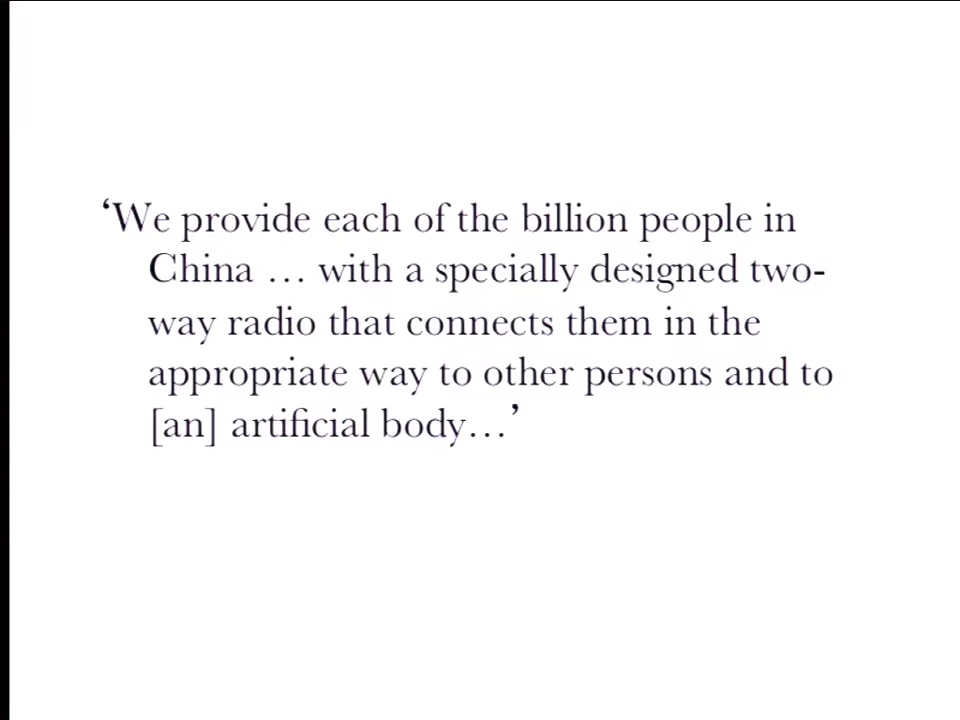 ‘We provide each of the billion people in
China … with a specially designed two-
way radio that connects them in the
appropriate way to other persons and to
[an] artificial body…’